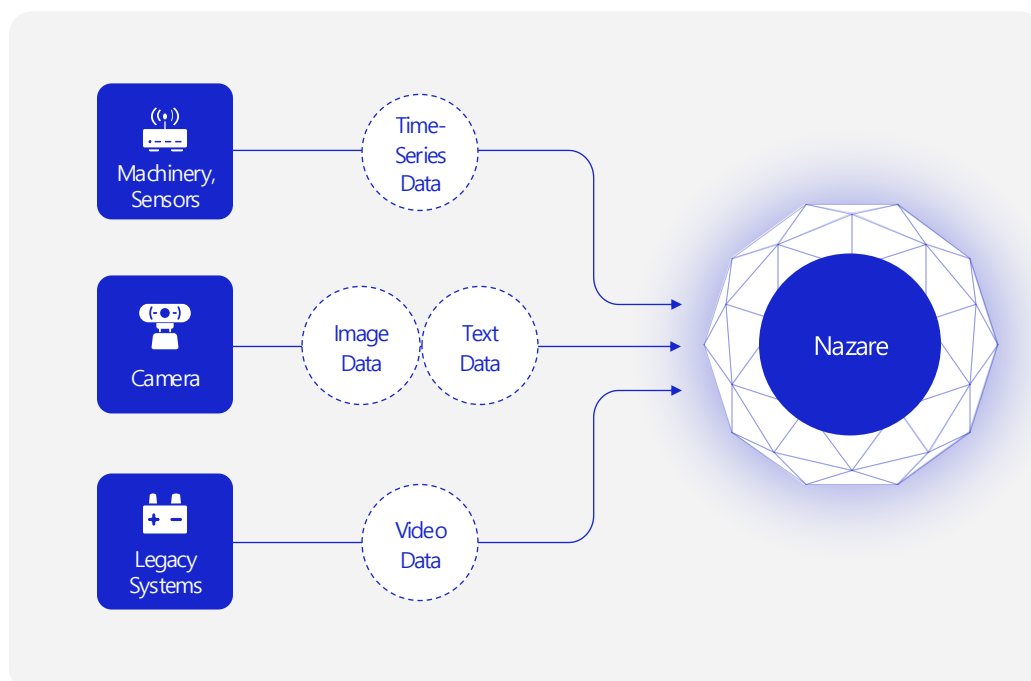 Machinery,
Sensors
Time-
Series
Data
Camera
Image
Data
Text
Data
Nazare
Legacy
Systems
Video
Data